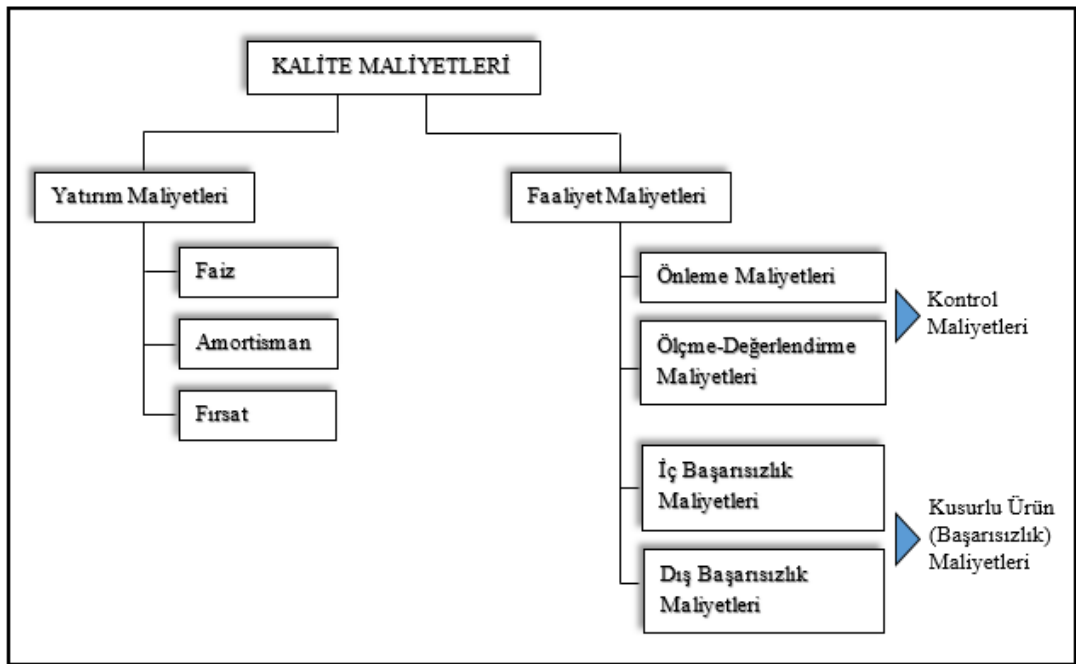 KALİTE MALİYETLERİ
Yatırım Maliyetleri
Faiz
Amortisman
Fırsat
Faaliyet Maliyetleri
Önleme Maliyetleri
Ölçme-Değerlendirme
Maliyetleri
Kontrol
Maliyetleri
İç Başarısızlık
Maliyetleri
Dış Başarısızlık
Maliyetleri
Kusurlu Ürün
(Başarısızlık)
Maliyetleri